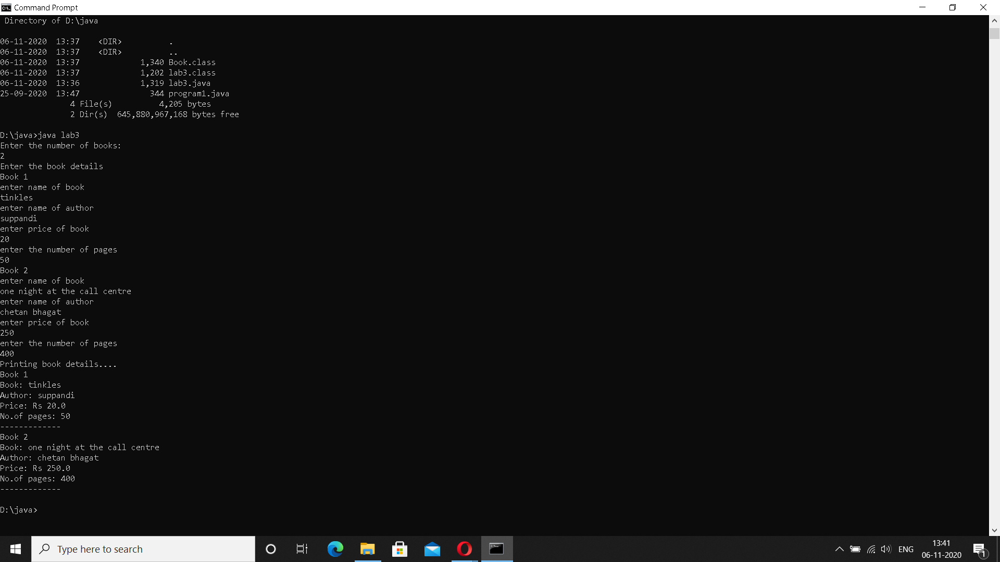 Command Prompt
Directory of D:\java
06-11-2020  13:37    <DIR>          .
06-11-2020  13:37    <DIR>          ..
06-11-2020  13:37             1,340 Book.class
06-11-2020  13:37             1,202 lab3.class
06-11-2020  13:36             1,319 lab3.java
25-09-2020  13:47               344 program1.java
4 File(s)          4,205 bytes
2 Dir(s)  645,880,967,168 bytes free
D:\java>java lab3
Enter the number of books:
2
Enter the book details
Book 1
enter name of book
tinkles
enter name of author
suppandi
enter price of book
20
enter the number of pages
50
Book 2
enter name of book
one night at the call centre
enter name of author
chetan bhagat
enter price of book
250
enter the number of pages
400
Printing book details....
Book 1
Book: tinkles
Author: suppandi
Price: Rs 20.0
No.of pages: 50
-------------
Book 2
Book: one night at the call centre
Author: chetan bhagat
Price: Rs 250.0
No.of pages: 400
-------------
D:\java>
Type here to search
ENG
13:41
06-11-2020
1